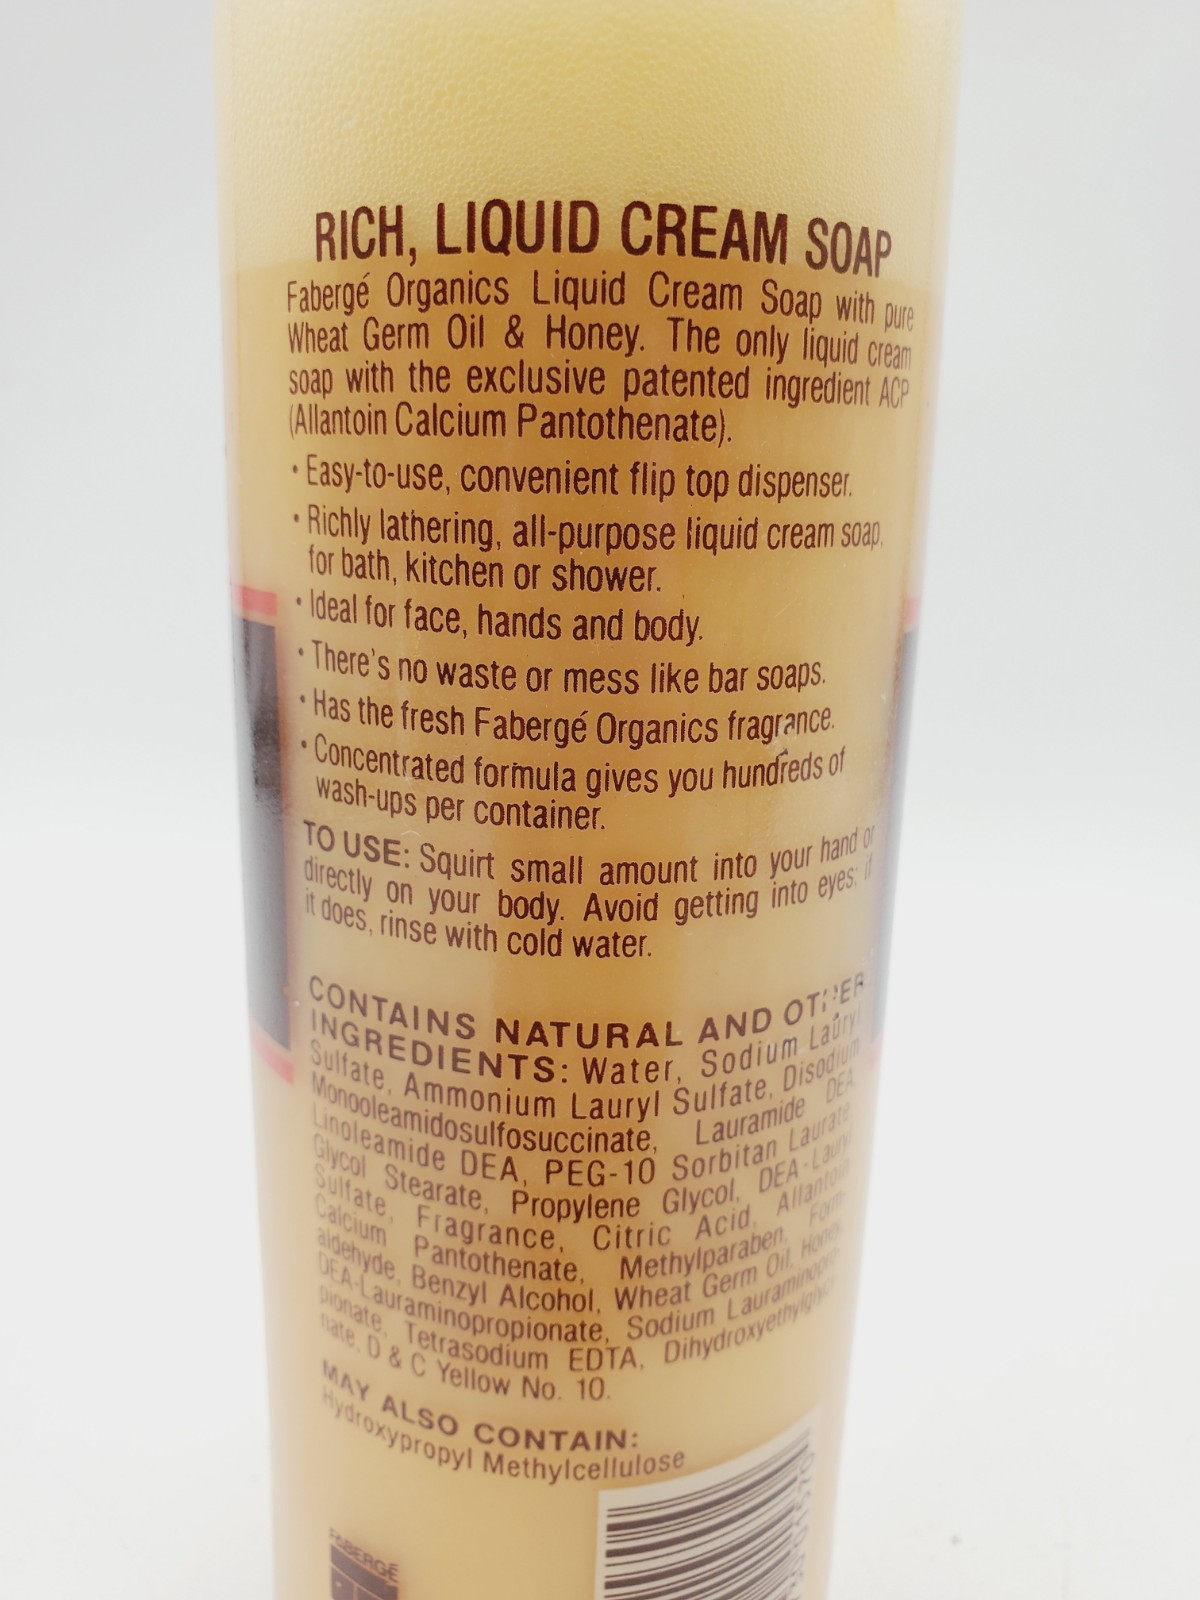 RICH, LIQUID CREAM SOAP
Fabergé Organics Liquid Cream Soap with pure
Wheat Germ Oil & Honey. The only liquid cream
soap with the exclusive patented ingredient ACP
(Allantoin Calcium Pantothenate).
• Easy-to-use, convenient flip top dispenser.
• Richly lathering, all-purpose liquid cream soap,
for bath, kitchen or shower.
• Ideal for face, hands and body.
• There's no waste or mess like bar soaps.
• Has the fresh Fabergé Organics fragrance.
• Concentrated formula gives you hundreds of
wash-ups per container.
TO USE: Squirt small amount into your hand or
directly on your body. Avoid getting into eyes; if
it does, rinse with cold water.
CONTAINS NATURAL AND OTHER
INGREDIENTS: Water, Sodium Lauryl
Sulfate, Ammonium Lauryl Sulfate, Disodium
Monooleamidosulfosuccinate, Lauramide DEA,
Linoleamide DEA, PEG-10 Sorbitan Laurate,
Glycol Stearate, Propylene Glycol, DEA-Lauryl
Sulfate, Fragrance, Citric Acid, Allantoin
Calcium Pantothenate, Methylparaben, Form-
aldehyde, Benzyl Alcohol, Wheat Germ Oil, Honey,
DEA-Lauraminopropionate, Sodium Lauraminopro-
pionate, Tetrasodium EDTA, Dihydroxyethylglyci-
nate, D & C Yellow No. 10.
MAY ALSO CONTAIN:
Hydroxypropyl Methylcellulose
FABERGÉ